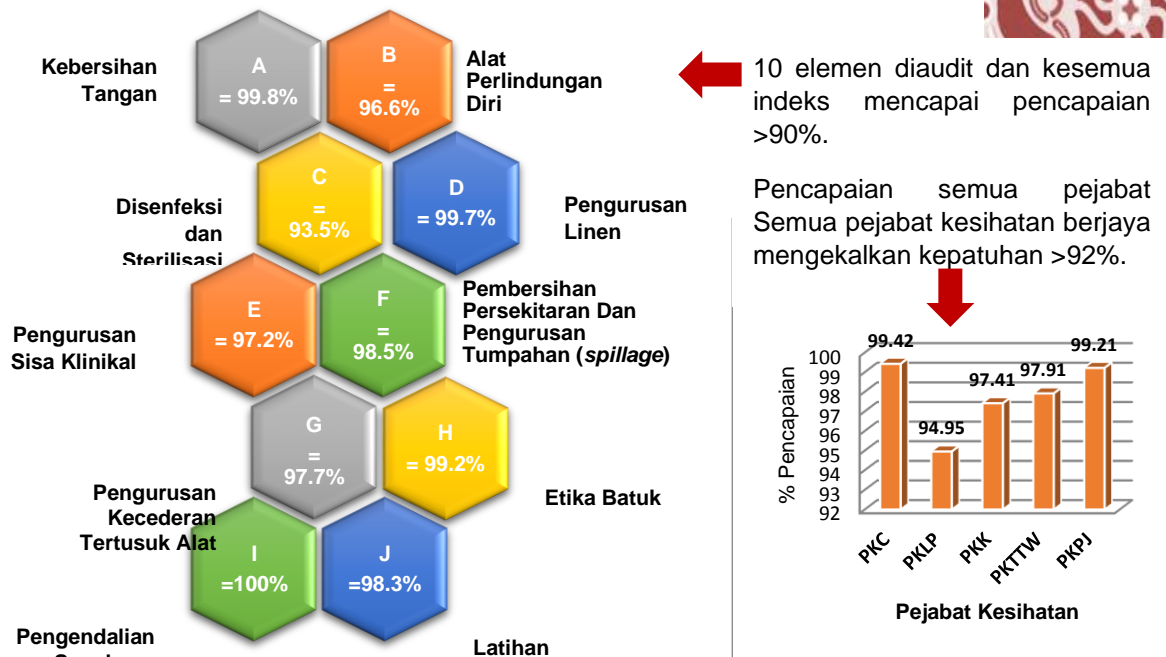 Kebersihan
Tangan
A
= 99.8%
B
=
96.6%
Alat
Perlindungan
Diri
Disenfeksi
dan
Sterilisasi
C
=
93.5%
D
= 99.7%
Pengurusan
Linen
Pengurusan
Sisa Klinikal
E
= 97.2%
F
=
98.5%
Pembersihan
Persekitaran Dan
Pengurusan
Tumpahan (spillage)
Pengurusan
Kecederan
Tertusuk Alat
G
=
97.7%
H
= 99.2%
Etika Batuk
Pengendalian
I
=100%
J
=98.3%
Latihan
10 elemen diaudit dan kesemua
indeks mencapai pencapaian
>90%.
Pencapaian semua pejabat
Semua pejabat kesihatan berjaya
mengekalkan kepatuhan >92%.
% Pencapaian
100
99
98
97
96
95
94
93
92
99.42
94.95
97.41
97.91
99.21
PKC
PKLP
PKK
PKTTW
PKPJ
Pejabat Kesihatan